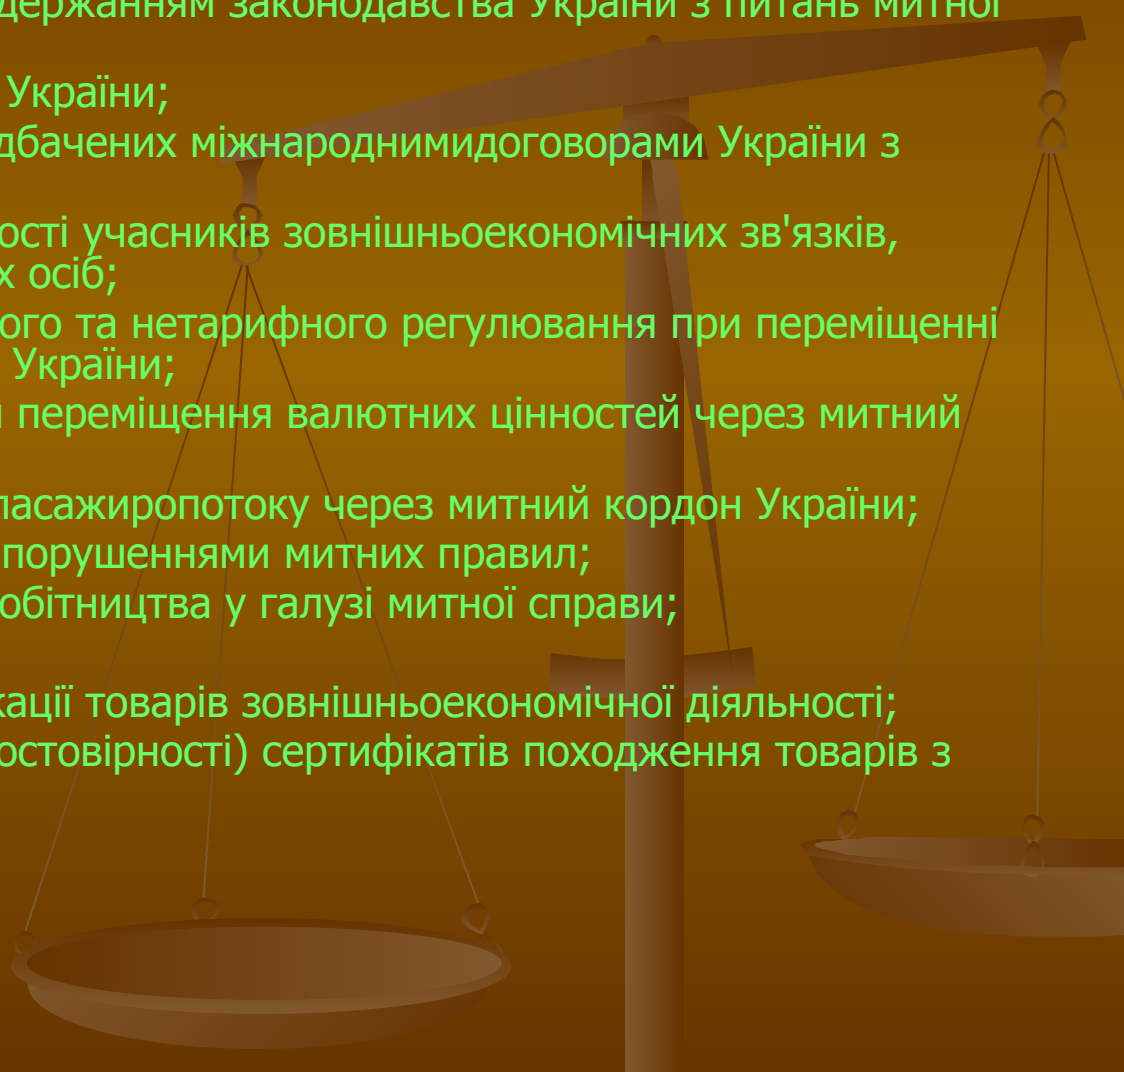 держанням законодавства України з питань митної
України;
дбачених міжнароднимидоговорами України з
ості учасників зовнішньоекономічних зв'язків,
х осіб;
ого та нетарифного регулювання при переміщенні
України;
переміщення валютних цінностей через митний
пасажиропотоку через митний кордон України;
порушеннями митних правил;
обітництва у галузі митної справи;
кації товарів зовнішньоекономічної діяльності;
остовірності) сертифікатів походження товарів з